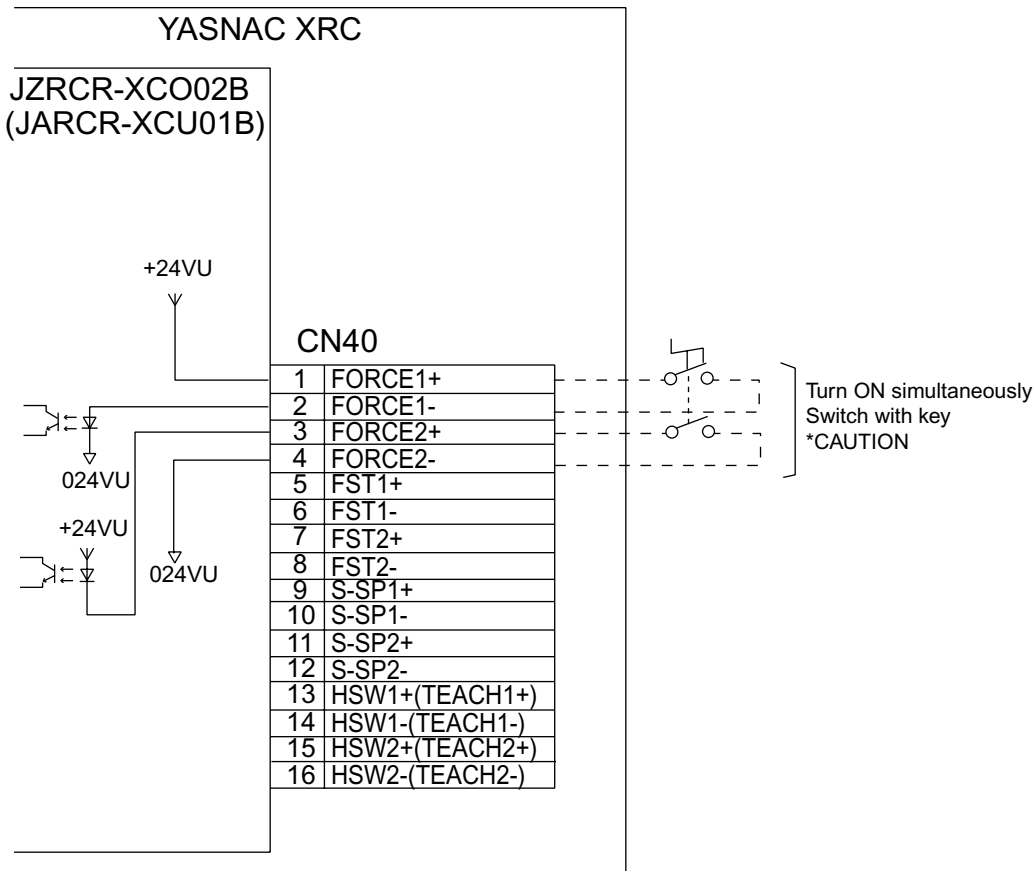 YASNAC XRC
JZRCR-XCO02B
(JARCR-XCU01B)
+24VU
CN40
1 FORCE1+
2 FORCE1-
3 FORCE2+
4 FORCE2-
5 FST1+
6 FST1-
7 FST2+
8 FST2-
9 S-SP1+
10 S-SP1-
11 S-SP2+
12 S-SP2-
13 HSW1+(TEACH1+)
14 HSW1-(TEACH1-)
15 HSW2+(TEACH2+)
16 HSW2-(TEACH2-)
024VU
+24VU
024VU
Turn ON simultaneously
Switch with key
*CAUTION